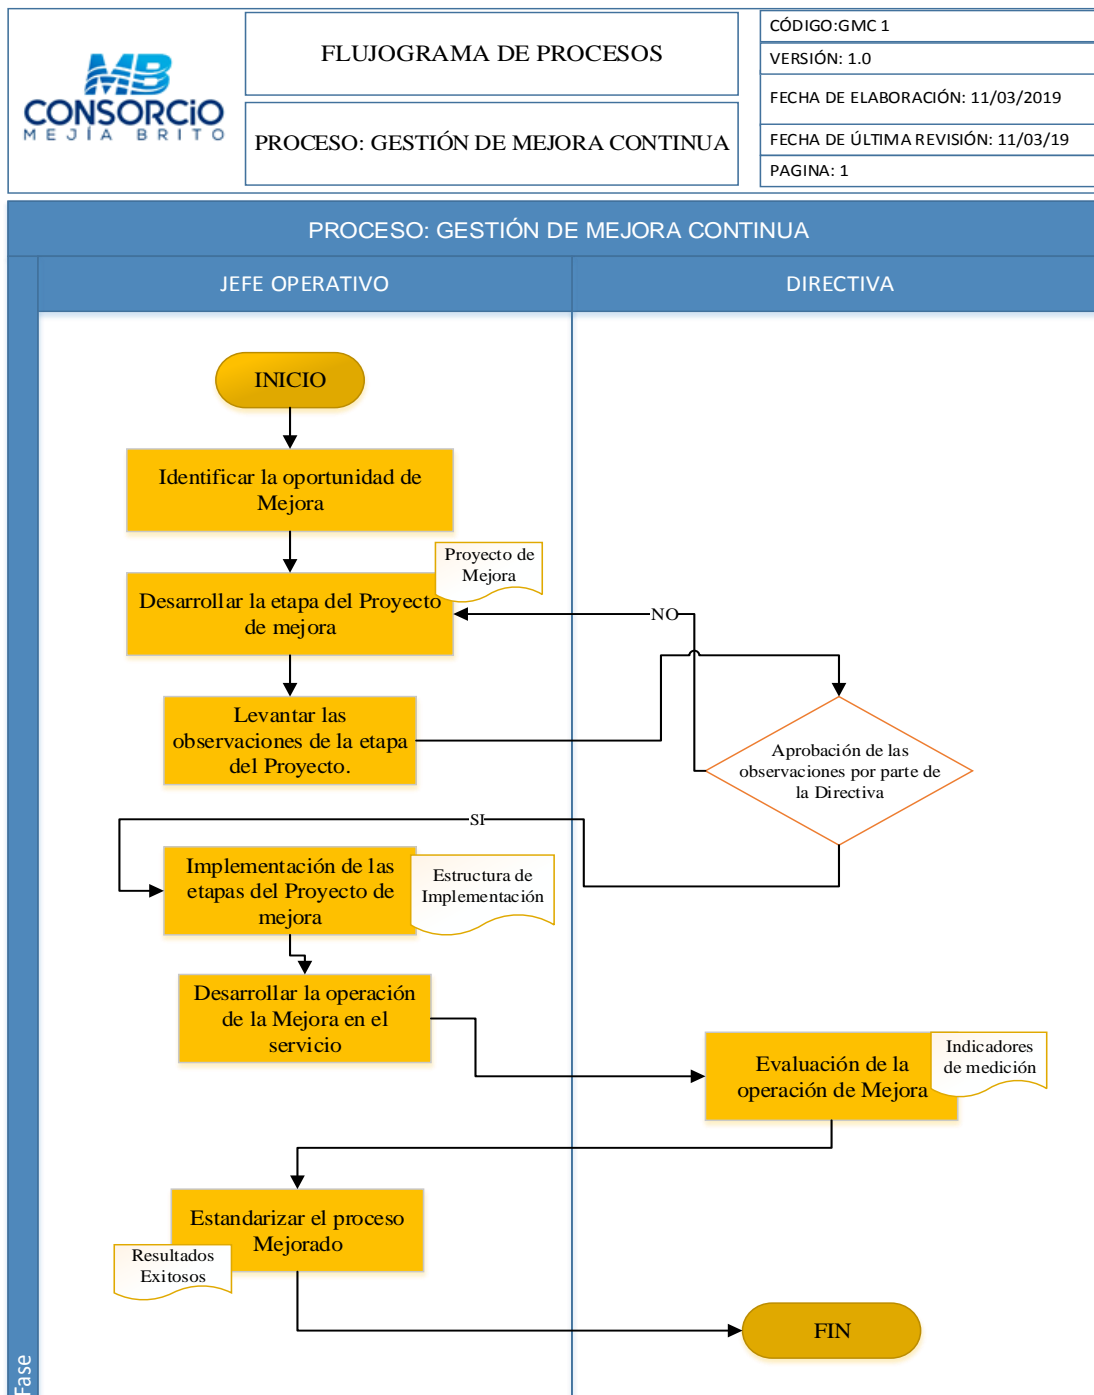 MB
CONSORCiO
MEJÍA BRITO
FLUJOGRAMA DE PROCESOS
PROCESO: GESTIÓN DE MEJORA CONTINUA
CÓDIGO:GMC 1
VERSIÓN: 1.0
FECHA DE ELABORACIÓN: 11/03/2019
FECHA DE ÚLTIMA REVISIÓN: 11/03/19
PAGINA: 1
PROCESO: GESTIÓN DE MEJORA CONTINUA
JEFE OPERATIVO
DIRECTIVA
INICIO
Identificar la oportunidad de
Mejora
Proyecto de
Mejora
Desarrollar la etapa del Proyecto
de mejora
NO
Levantar las
observaciones de la etapa
del Proyecto.
Aprobación de las
observaciones por parte de
la Directiva
SI
Implementación de las
etapas del Proyecto de
mejora
Estructura de
Implementación
Desarrollar la operación
de la Mejora en el
servicio
Evaluación de la
operación de Mejora
Indicadores
de medición
Estandarizar el proceso
Mejorado
Resultados
Exitosos
FIN
Fase